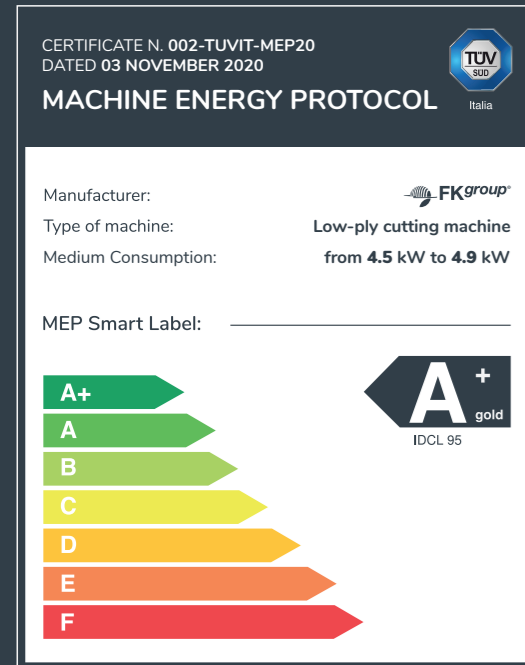 CERTIFICATE N. 002-TUVIT-MEP20
DATED 03 NOVEMBER 2020
MACHINE ENERGY PROTOCOL
TÜV
SÜD
Italia
Manufacturer: FKgroup
Type of machine: Low-ply cutting machine
Medium Consumption: from 4.5 kW to 4.9 kW
MEP Smart Label:
A+
A
B
C
D
E
F
A +
gold
IDCL 95